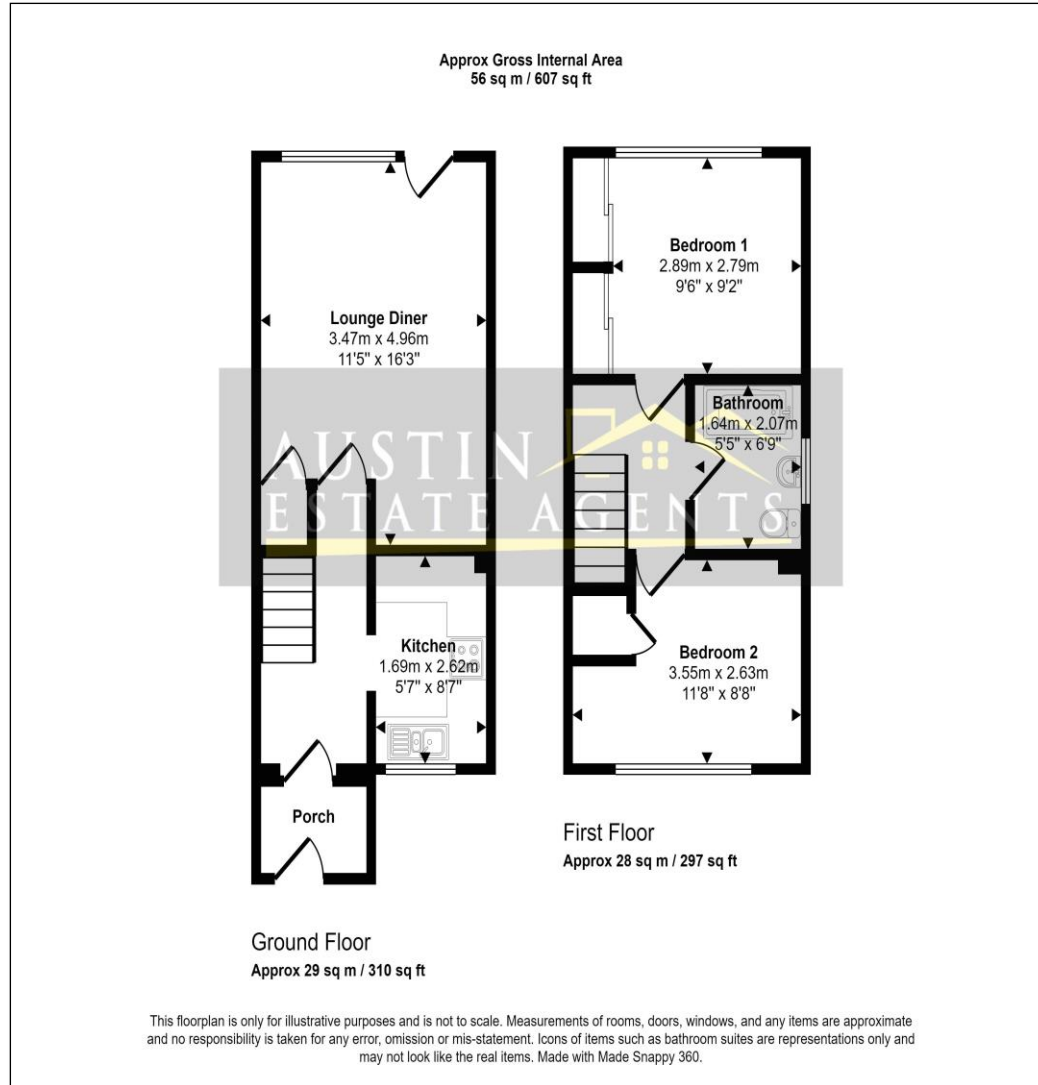 Approx Gross Internal Area
56 sq m / 607 sq ft
Lounge Diner
3.47m x 4.96m
11'5" x 16'3"
Bedroom 1
2.89m x 2.79m
9'6" x 9'2"
Bathroom
1.64m x 2.07m
5'5" x 6'9"
AUSTIN
ESTATE AGENTS
Kitchen
1.69m x 2.62m
5'7" x 8'7"
Bedroom 2
3.55m x 2.63m
11'8" x 8'8"
Porch
First Floor
Approx 28 sq m / 297 sq ft
Ground Floor
Approx 29 sq m / 310 sq ft
This floorplan is only for illustrative purposes and is not to scale. Measurements of rooms, doors, windows, and any items are approximate
and no responsibility is taken for any error, omission or mis-statement. Icons of items such as bathroom suites are representations only and
may not look like the real items. Made with Made Snappy 360.